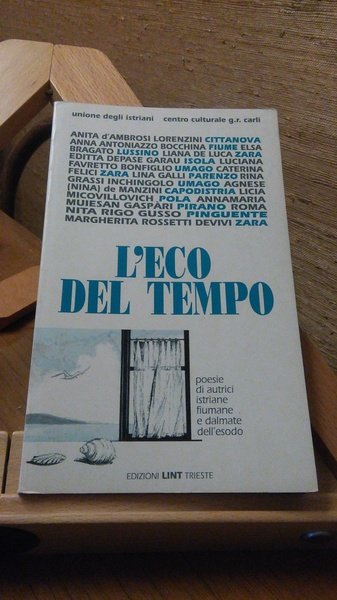 unione degli istriani centro culturale g.r. carli
ANITA d'AMBROSI LORENZINI CITTANOVA
ANNA ANTONIAZZO BOCCHINA FIUME ELSA
BRAGATO LUSSINO LIANA DE LUCA ZARA
EDITTA DEPASE GARAU ISOLA LUCIANA
FAVRETTO BONFIGLIO UMAGO CATERINA
FELICI ZARA LINA GALLI PARENZO RINA
GRASSI INCHINGOLO UMAGO AGNESE
(NINA) de MANZINI CAPODISTRIA LICIA
MICOVILLOVICH POLA ANNAMARIA
MUIESAN GASPÀRI PIRANO ROMA
NITA RIGO GUSSO PINGUENTE
MARGHERITA ROSSETTI DEVIVI ZARA
L'ECO
DEL TEMPO
poesie
di autrici
istriane
fiumane
e dalmate
dell'esodo
EDIZIONI LINT TRIESTE